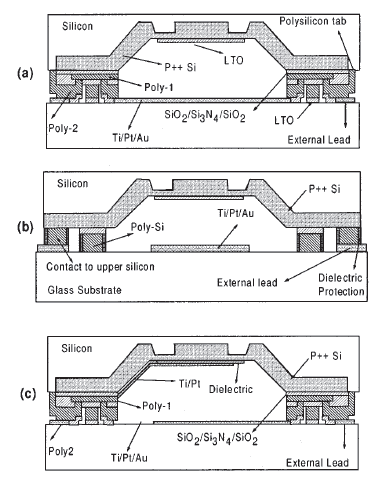 Silicon
Polysilicon tab
(a)
P++ Si
LTO
Poly-1
Poly-2
Ti/Pt/Au
SiO2/Si3N4/SiO2
LTO
External Lead
Silicon
P++ Si
(b)
Ti/Pt/Au
Poly-Si
Contact to upper silicon
External lead
Dielectric
Protection
Glass Substrate
Silicon
P++ Si
(c)
Ti/Pt
Dielectric
Poly-1
Poly2
SiO2/Si3N4/SiO2
Ti/Pt/Au
External Lead